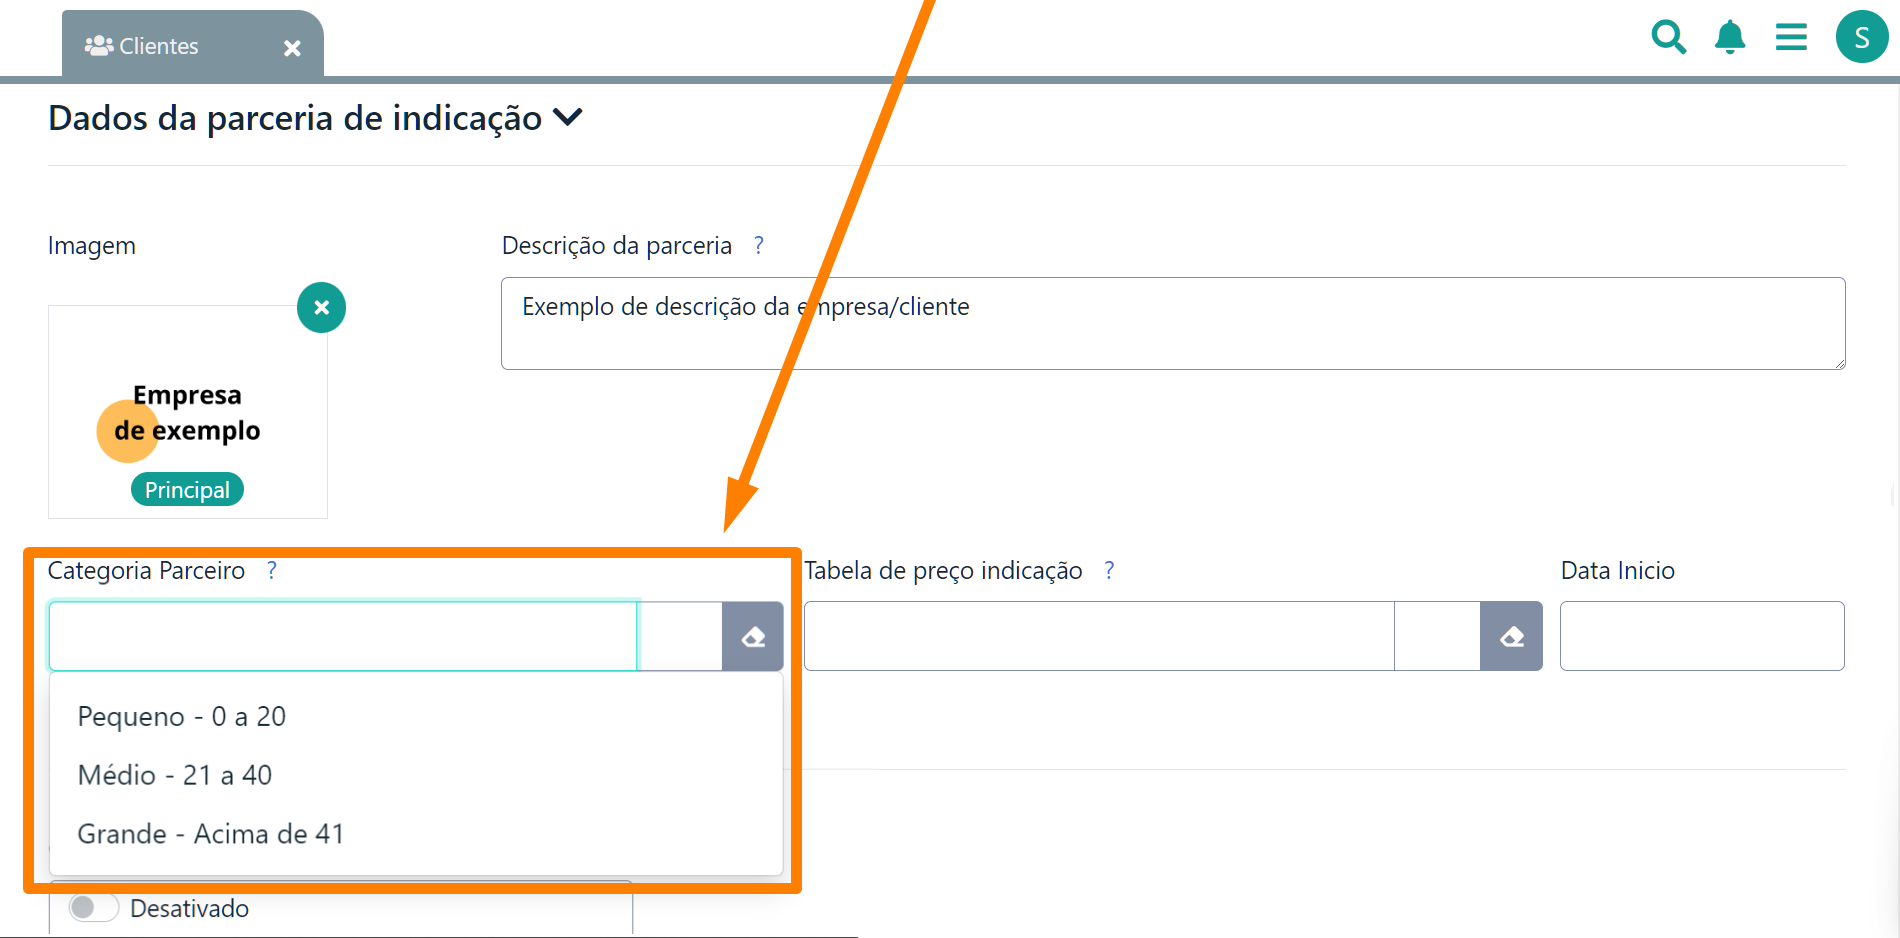 Clientes
S
Dados da parceria de indicação
Imagem
Descrição da parceria ?
Exemplo de descrição da empresa/cliente
Empresa
de exemplo
Principal
Categoria Parceiro ?
Tabela de preço indicação ?
Data Inicio
Pequeno - 0 a 20
Médio - 21 a 40
Grande - Acima de 41
Desativado